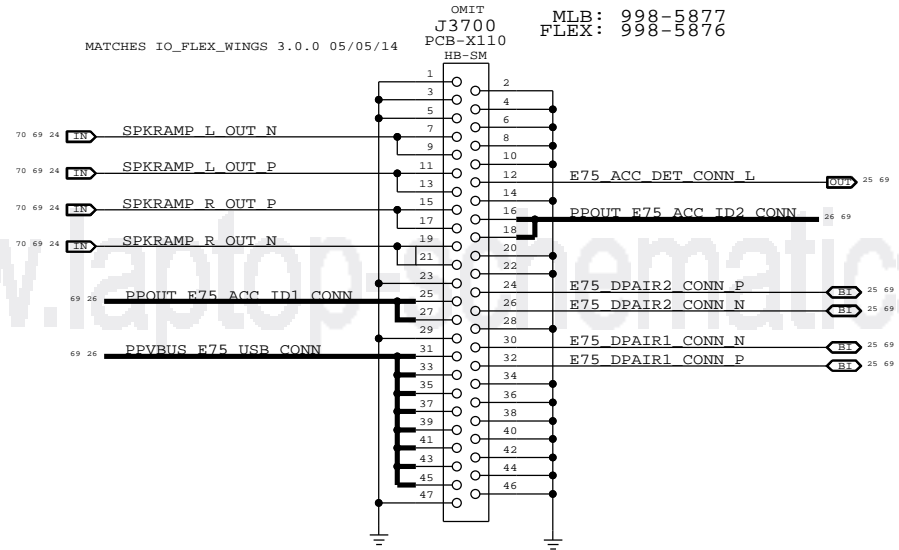 OMIT
J3700
PCB-X110
HB-SM
MLB: 998-5877
FLEX: 998-5876
MATCHES IO_FLEX_WINGS 3.0.0 05/05/14
1
2
3
4
5
6
70 69 24 IN SPKRAMP_L_OUT_N 7
8
9
10
70 69 24 IN SPKRAMP_L_OUT_P 11
12 E75_ACC_DET_CONN_L OUT 25 69
13
14
70 69 24 IN SPKRAMP_R_OUT_P 15
16 PPOUT_E75_ACC_ID2_CONN 26 69
17
18
70 69 24 IN SPKRAMP_R_OUT_N 19
20
21
22
23
24 E75_DPAIR2_CONN_P BI 25 69
69 26 PPOUT_E75_ACC_ID1_CONN 25
26 E75_DPAIR2_CONN_N BI 25 69
27
28
29
30 E75_DPAIR1_CONN_N BI 25 69
69 26 PPVBUS_E75_USB_CONN 31
32 E75_DPAIR1_CONN_P BI 25 69
33
34
35
36
37
38
39
40
41
42
43
44
45
46
47
w.laptop-schematic